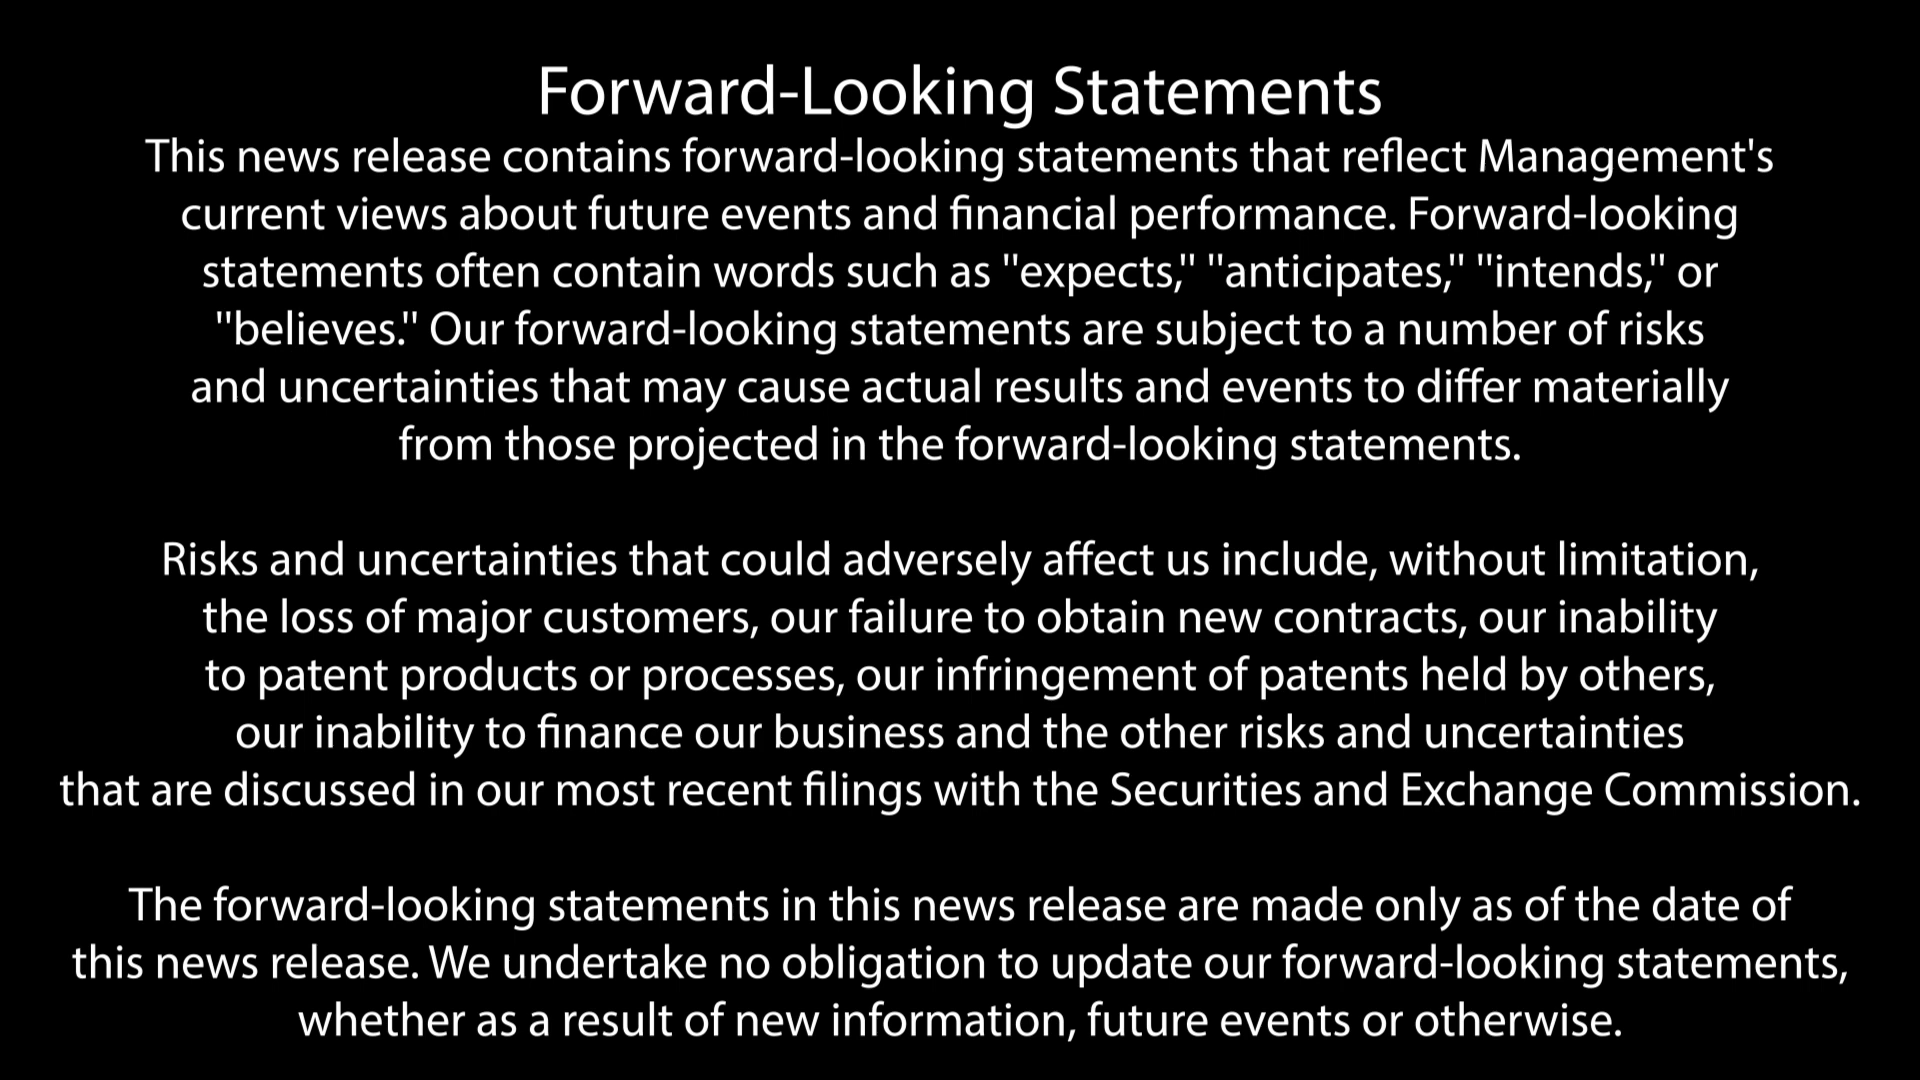 Forward-Looking Statements
This news release contains forward-looking statements that reflect Management's
current views about future events and financial performance. Forward-looking
statements often contain words such as "expects," "anticipates," "intends," or
"believes." Our forward-looking statements are subject to a number of risks
and uncertainties that may cause actual results and events to differ materially
from those projected in the forward-looking statements.
Risks and uncertainties that could adversely affect us include, without limitation,
the loss of major customers, our failure to obtain new contracts, our inability
to patent products or processes, our infringement of patents held by others,
our inability to finance our business and the other risks and uncertainties
that are discussed in our most recent filings with the Securities and Exchange Commission.
The forward-looking statements in this news release are made only as of the date of
this news release. We undertake no obligation to update our forward-looking statements,
whether as a result of new information, future events or otherwise.